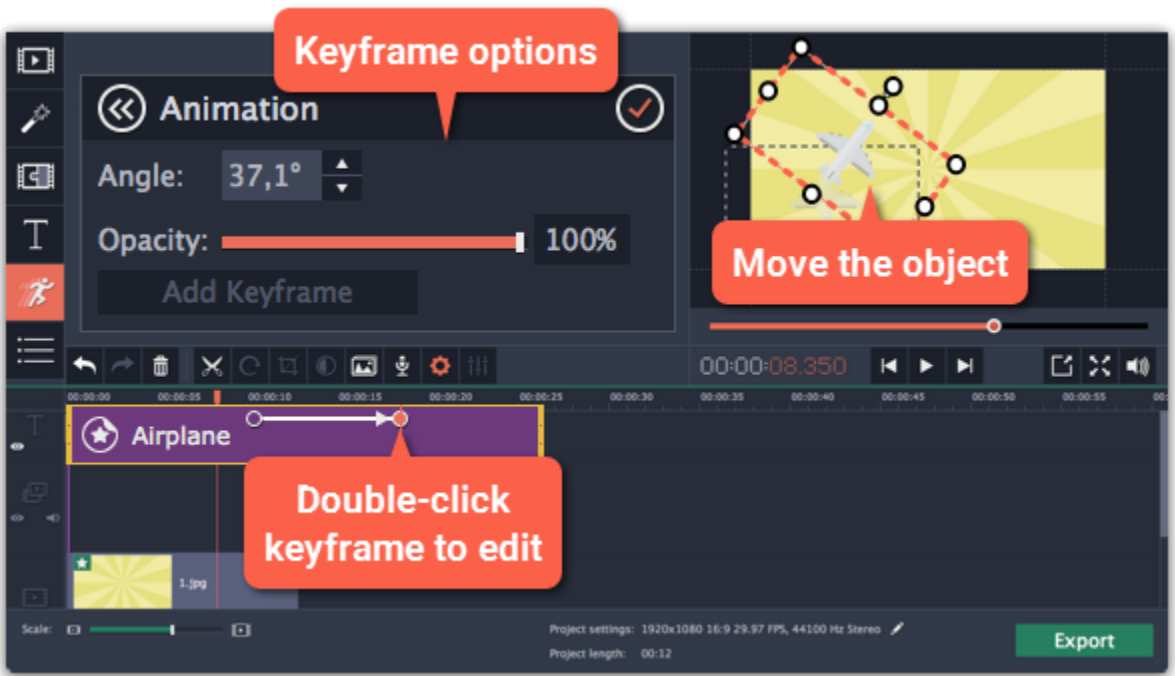 Keyframe options
Animation
Angle: 37,1°
Opacity: 100%
Add Keyframe
Move the object
00:00:08.350
00:00:00 00:00:05 00:00:10 00:00:15 00:00:20 00:00:25 00:00:30 00:00:35 00:00:40 00:00:45 00:00:50 00:00:55 00:
T
Airplane
Double-click
keyframe to edit
1.jpg
Scale:
Project settings: 1920x1080 16:9 29.97 FPS, 44100 Hz Stereo
Project length: 00:12
Export